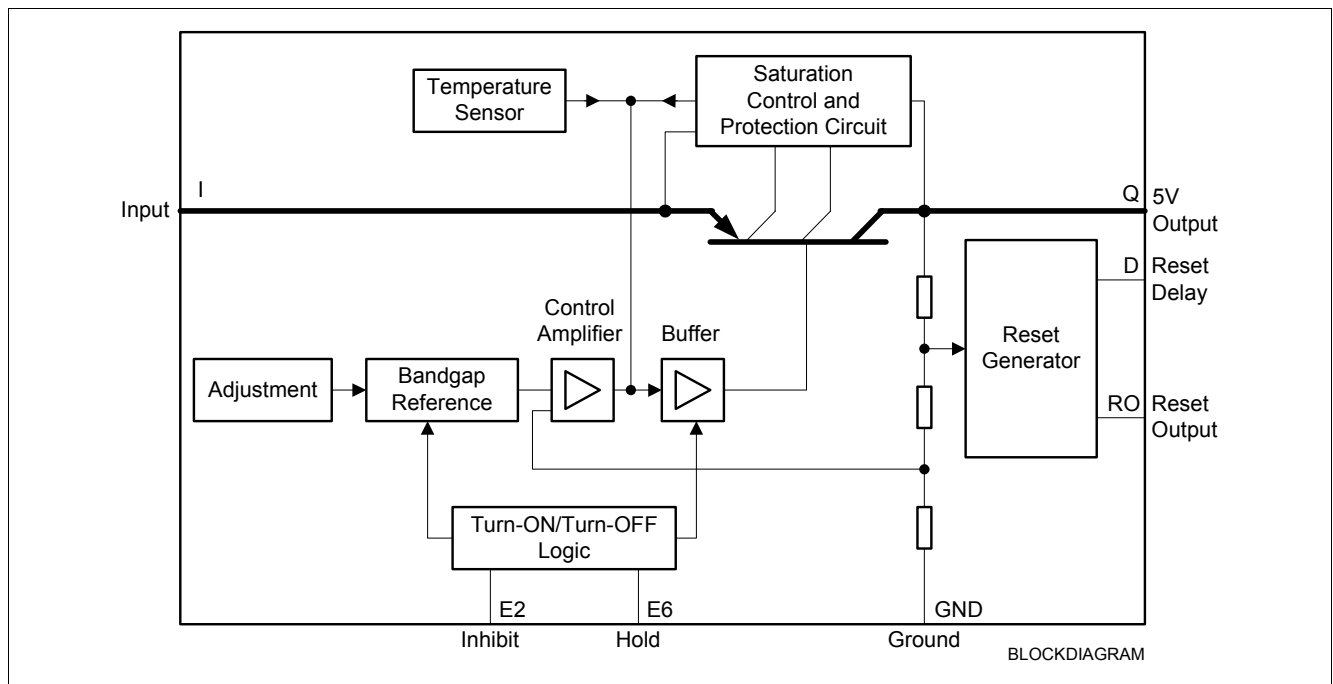 Temperature
Sensor
Saturation
Control and
Protection Circuit
I
Input
Q
5V
Output
D
Reset
Delay
Control
Amplifier
Buffer
Reset
Generator
Adjustment
Bandgap
Reference
RO
Reset
Output
Turn-ON/Turn-OFF
Logic
E2
E6
GND
Inhibit
Hold
Ground
BLOCKDIAGRAM